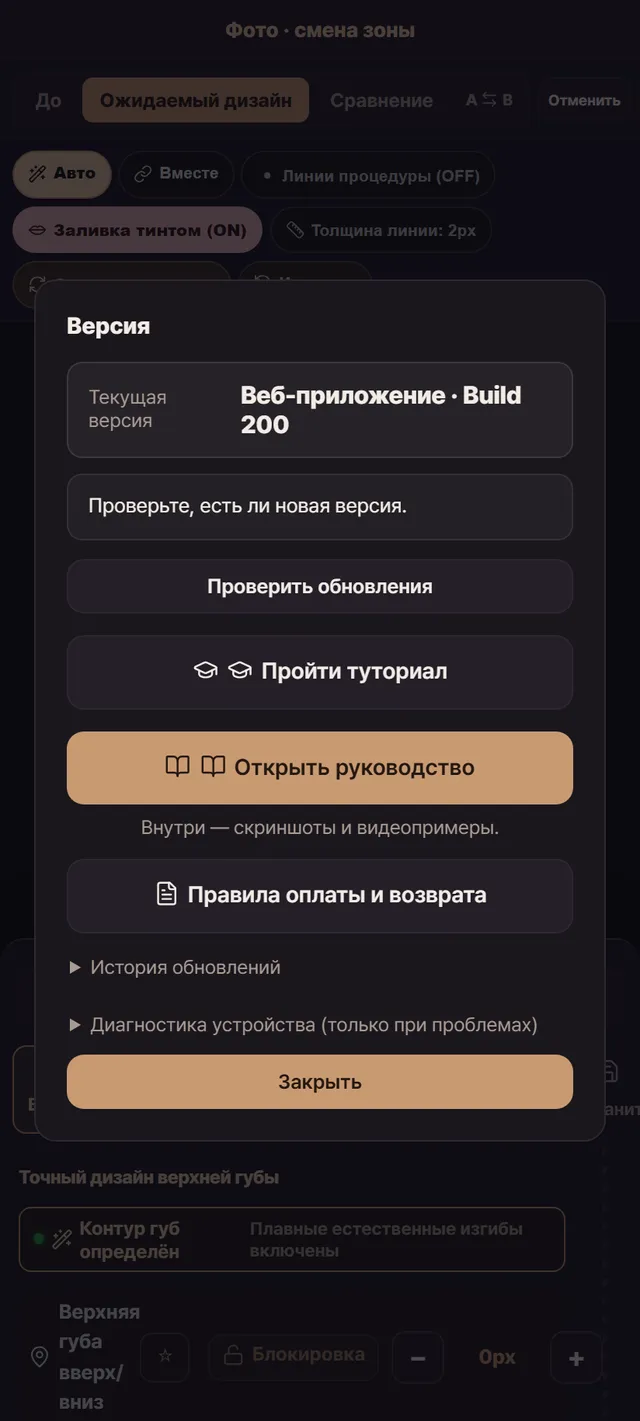 Фото · смена зоны
До
Ожидаемый дизайн
Сравнение
A ⇆ B
Отменить
Авто
Вместе
Линии процедуры (OFF)
Заливка тинтом (ON)
Толщина линии: 2px
Версия
Текущая
версия
Веб-приложение · Build
200
Проверьте, есть ли новая версия.
Проверить обновления
Пройти туториал
Открыть руководство
Внутри — скриншоты и видеопримеры.
Правила оплаты и возврата
История обновлений
Диагностика устройства (только при проблемах)
Закрыть
Точный дизайн верхней губы
Контур губ
определён
Плавные естественные изгибы
включены
Верхняя
губа
вверх/
вниз
Блокировка
−
0px
+